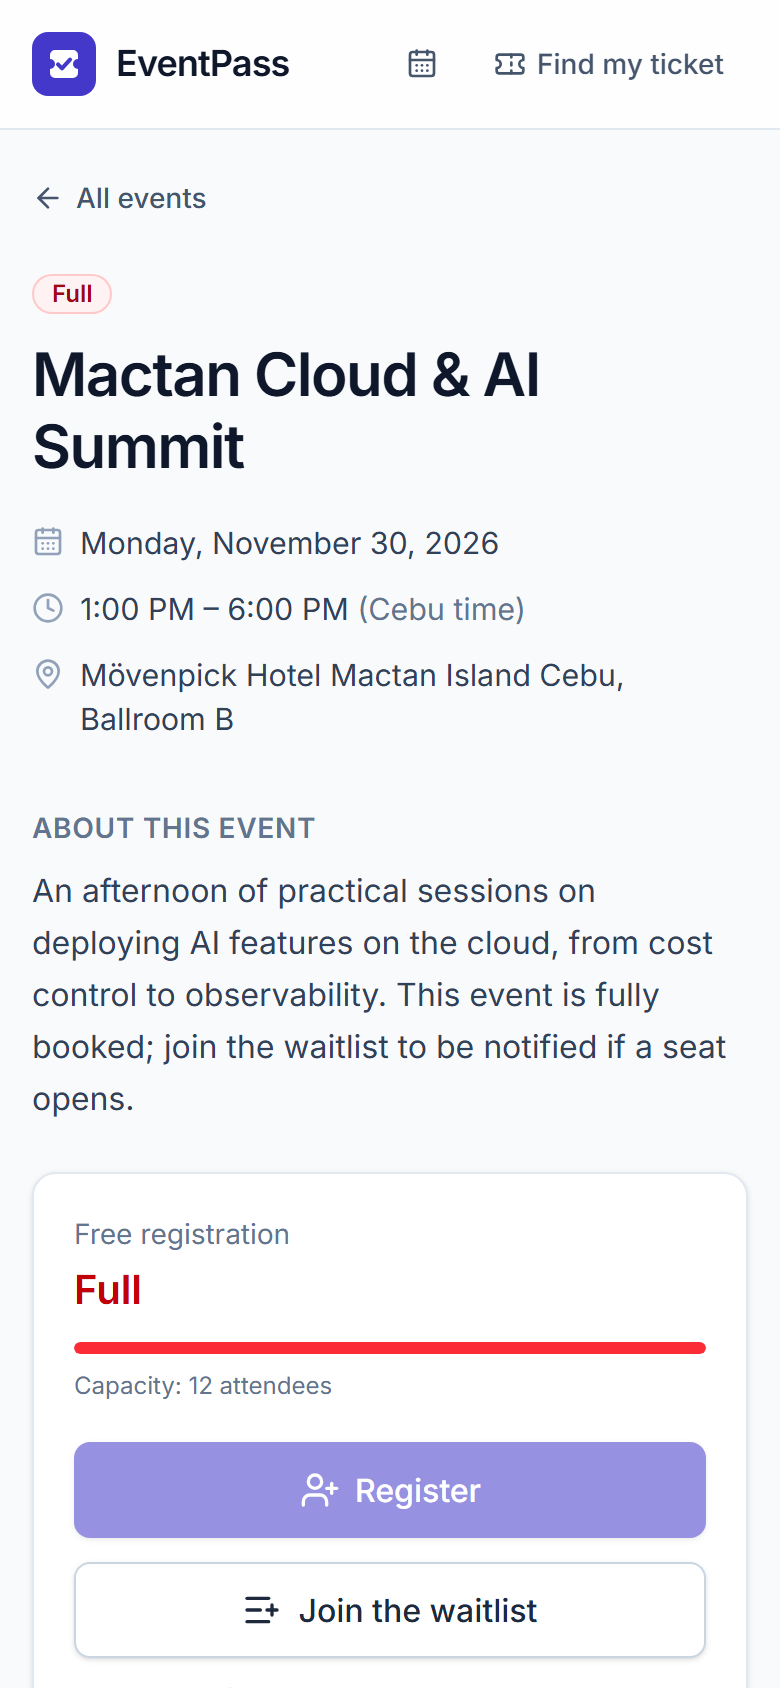 EventPass
Find my ticket
All events
Full
Mactan Cloud & AI
Summit
Monday, November 30, 2026
1:00 PM – 6:00 PM (Cebu time)
Mövenpick Hotel Mactan Island Cebu,
Ballroom B
ABOUT THIS EVENT
An afternoon of practical sessions on
deploying AI features on the cloud, from cost
control to observability. This event is fully
booked; join the waitlist to be notified if a seat
opens.
Free registration
Full
Capacity: 12 attendees
Register
Join the waitlist